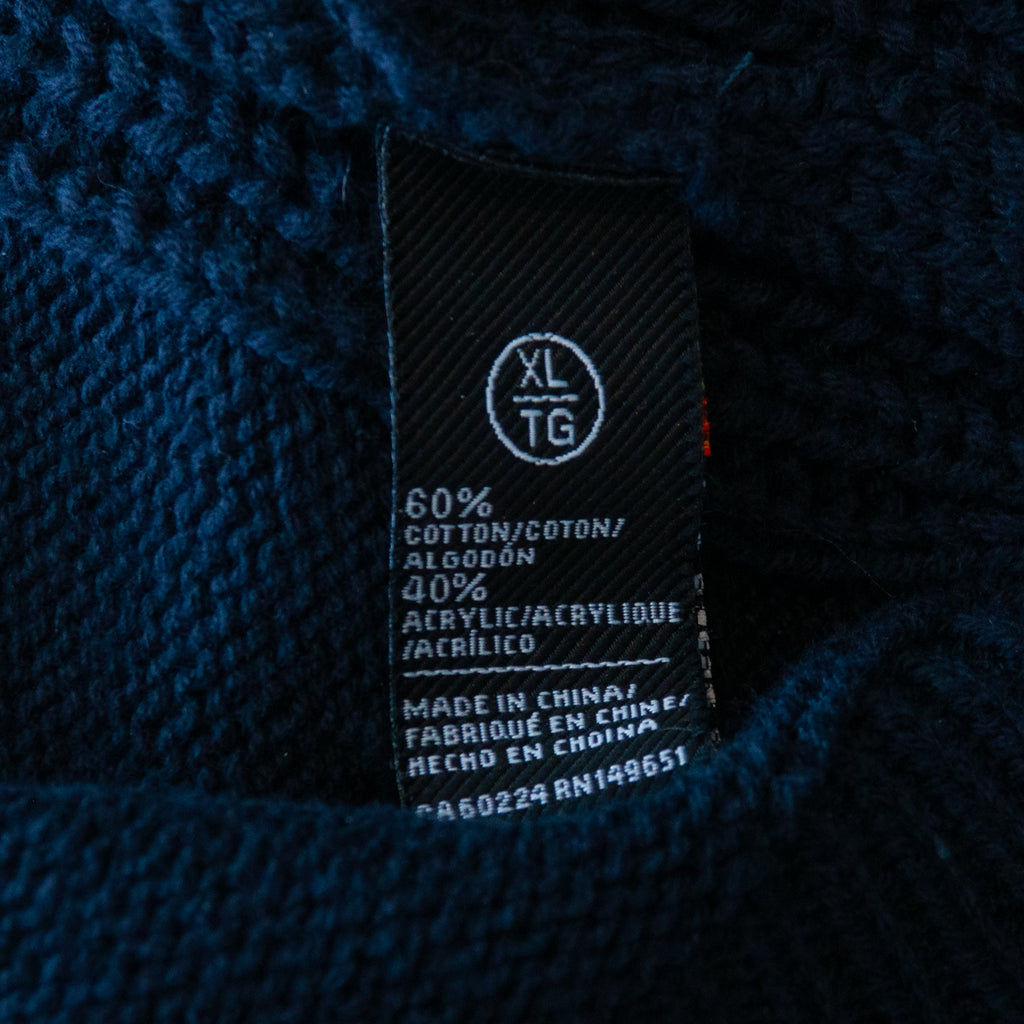 XL
TG
60%
COTTON/COTON/
ALGODÓN
40%
ACRYLIC/ACRYLIQUE
/ACRÍLICO
MADE IN CHINA/
FABRIQUÉ EN CHINE/
HECHO EN CHOINA
CA60224 RN149651